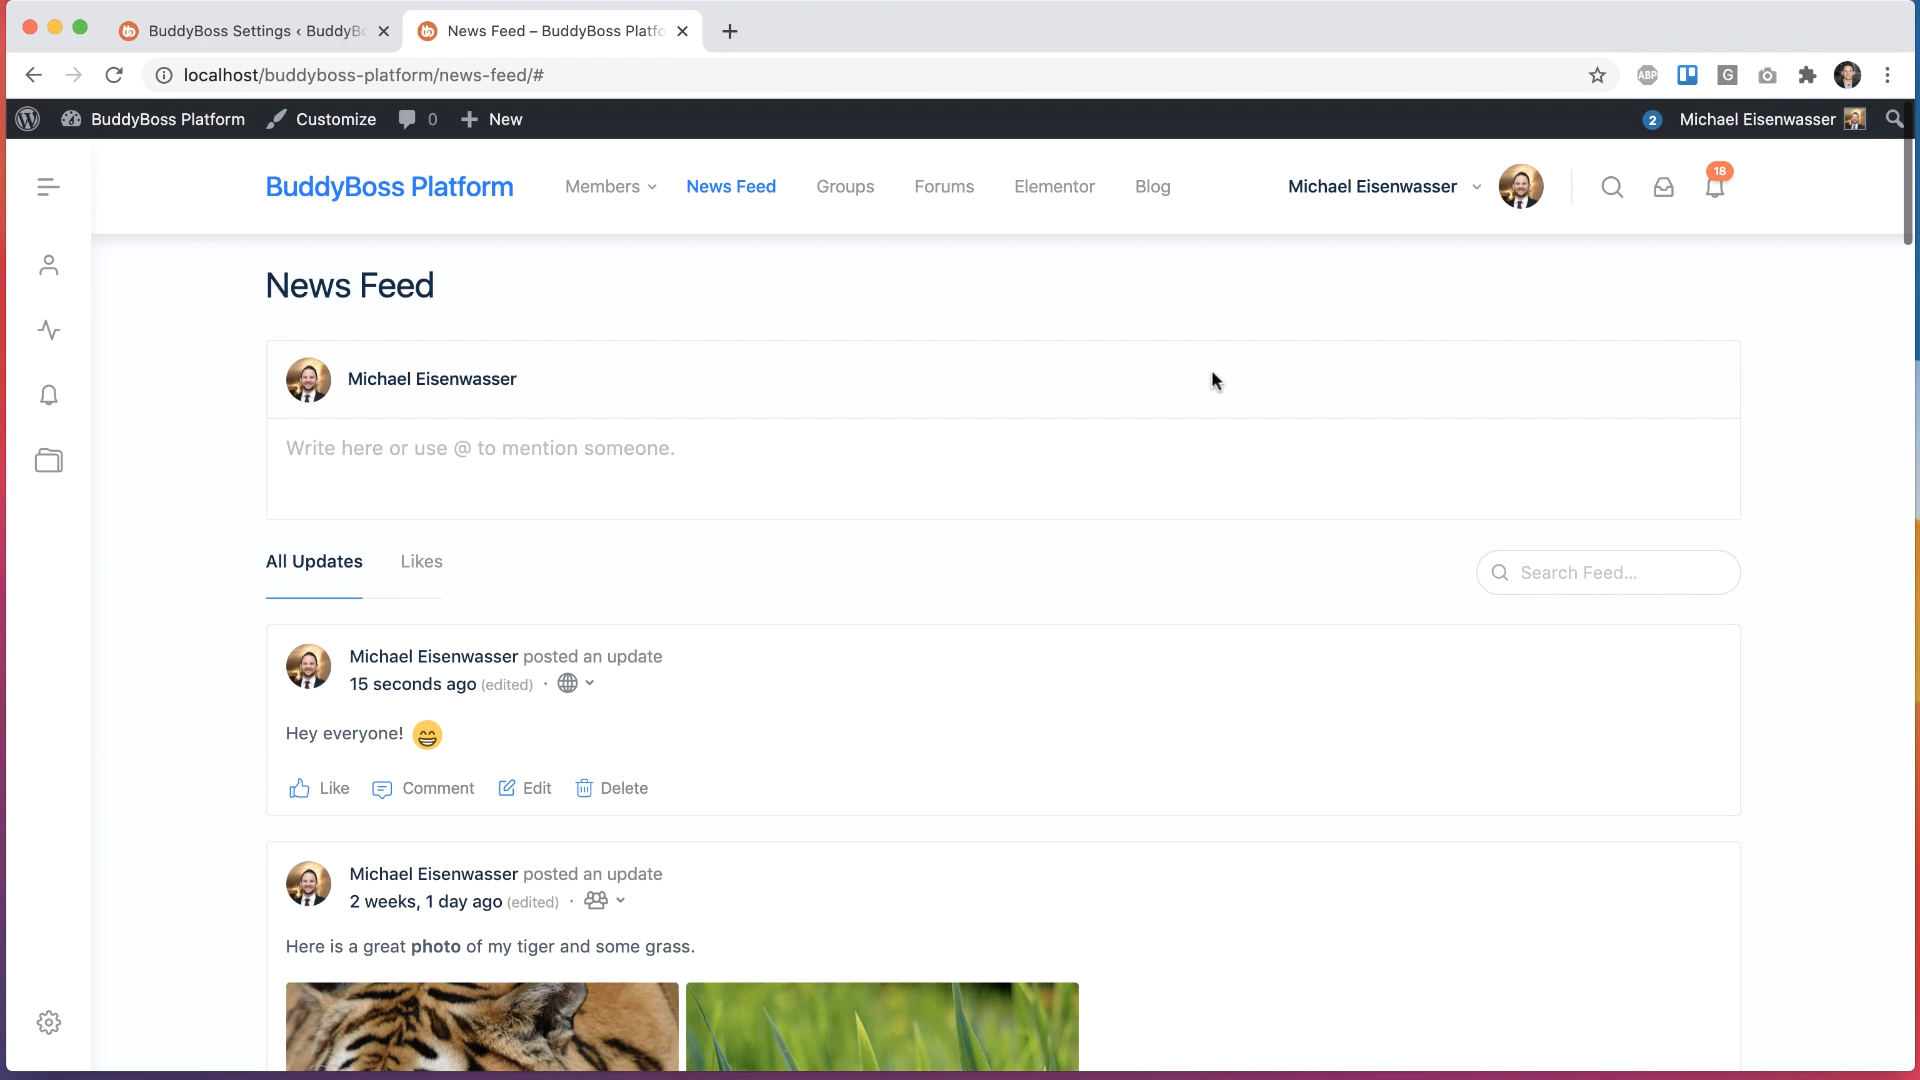 BuddyBoss Settings ‹ BuddyBo
News Feed – BuddyBoss Platfo
localhost/buddyboss-platform/news-feed/#
ABP
G
BuddyBoss Platform
Customize
0
New
2
Michael Eisenwasser
BuddyBoss Platform
Members
News Feed
Groups
Forums
Elementor
Blog
Michael Eisenwasser
18
News Feed
Michael Eisenwasser
Write here or use @ to mention someone.
All Updates
Likes
Search Feed...
Michael Eisenwasser posted an update
15 seconds ago (edited) ·
Hey everyone!
Like
Comment
Edit
Delete
Michael Eisenwasser posted an update
2 weeks, 1 day ago (edited) ·
Here is a great photo of my tiger and some grass.